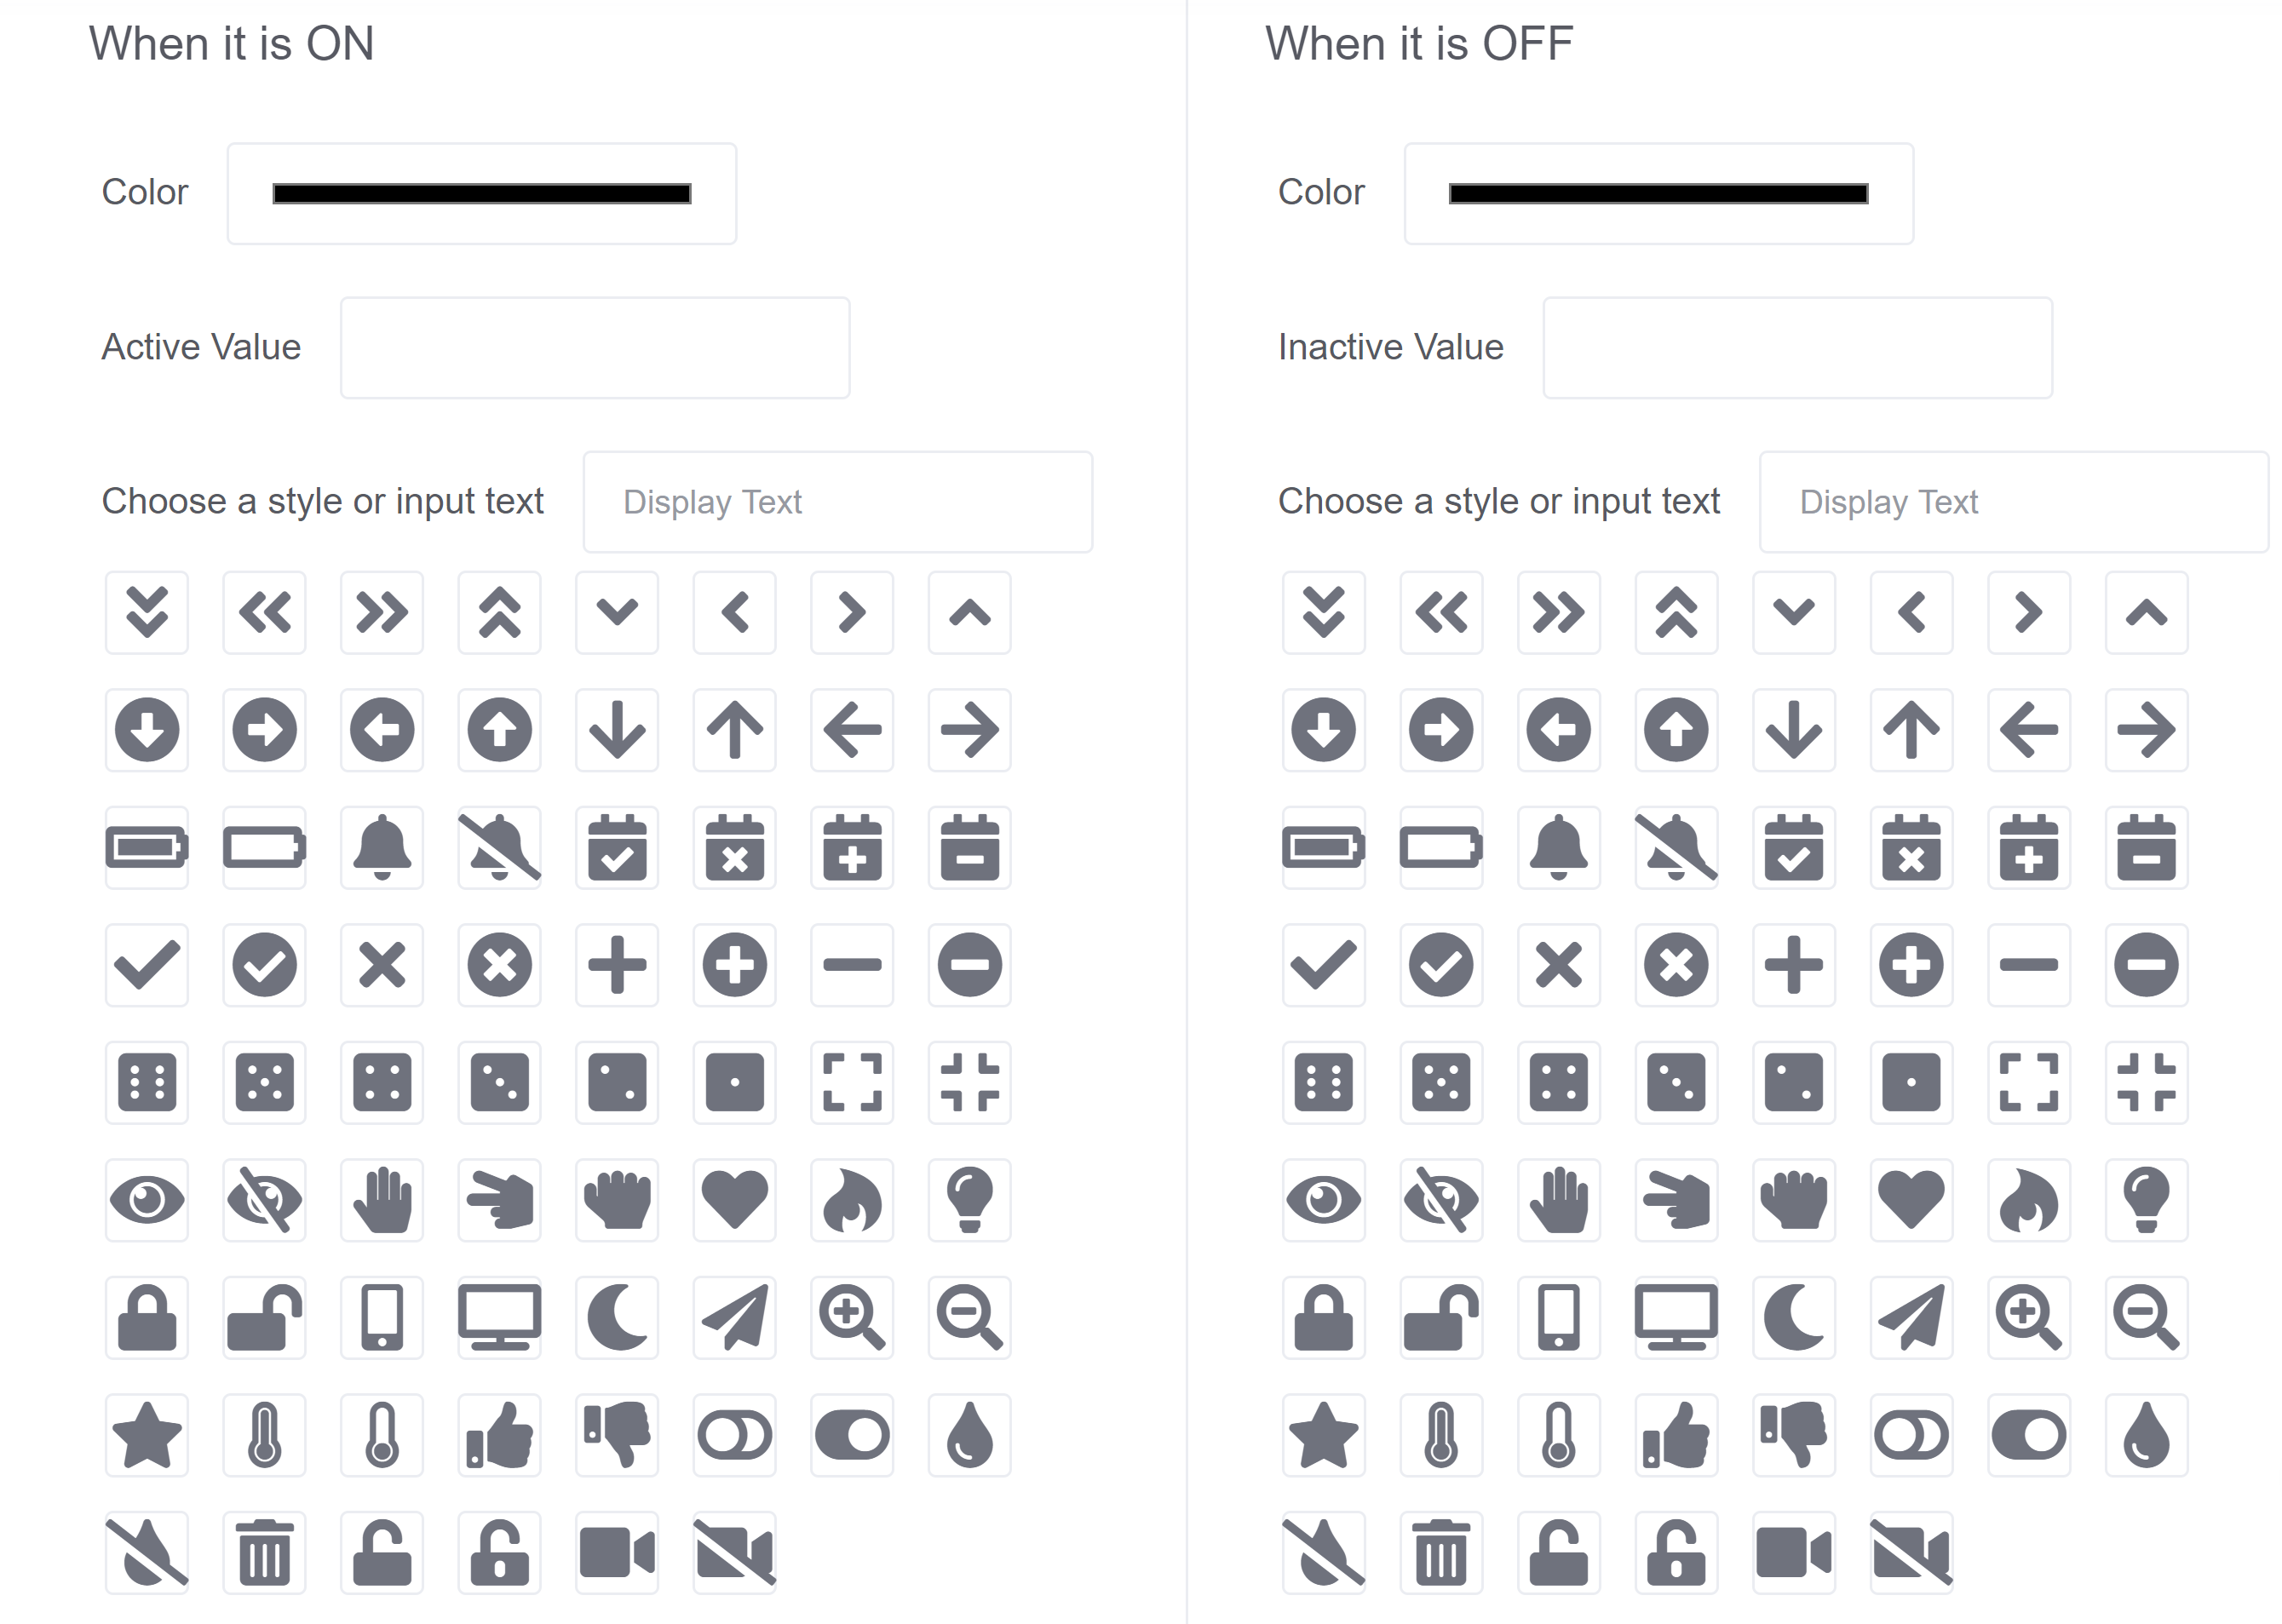 When it is ON
Color
Active Value
Choose a style or input text
Display Text
When it is OFF
Color
Inactive Value
Choose a style or input text
Display Text